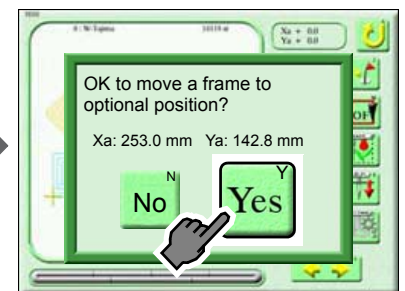 Xa + 0.0
Ya + 0.0
OK to move a frame to
optional position?
Xa: 253.0 mm Ya: 142.8 mm
N
No
Y
Yes